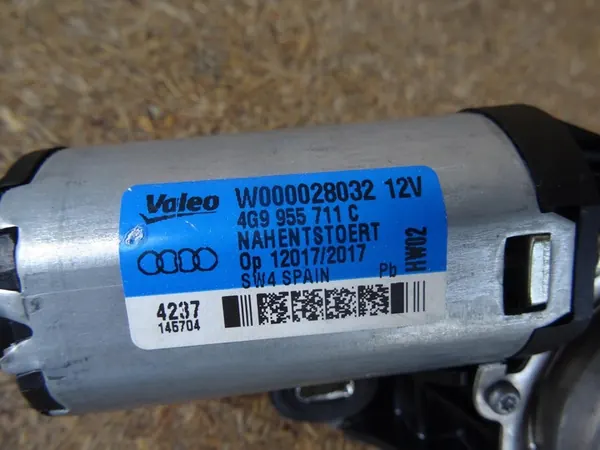 Valeo W000028032 12V
4G9 955 711 C
NAHENTSTOERT
Op 12017/2017
SW4 SPAIN Pb
HW02
4237
145704